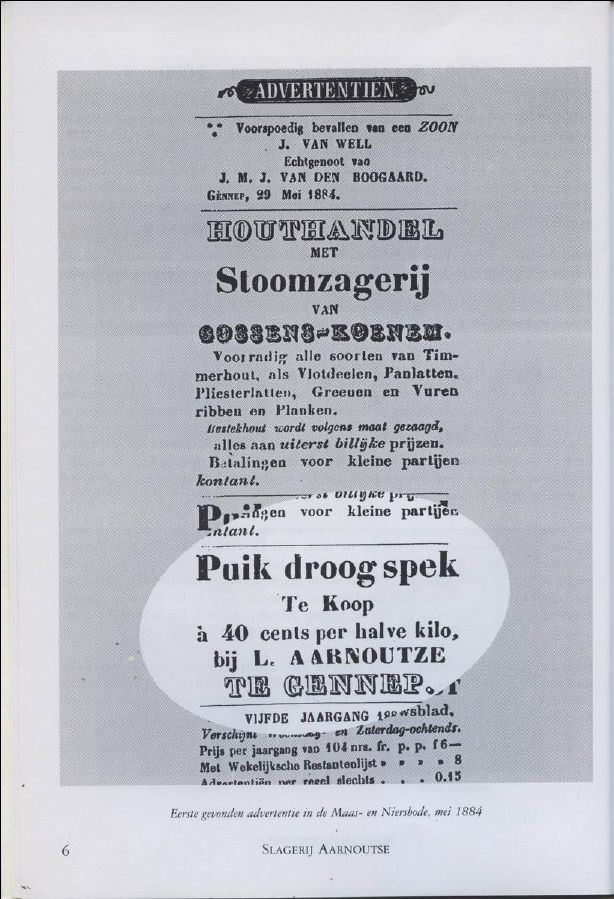 ADVERTENTIEN.
Voorspoedig bevallen van een ZOON
J. VAN WELL
Echtgenoot van
J. M. J. VAN DEN BOOGAARD.
GENNEP, 29 Mei 1884.
HOUTHANDEL
MET
Stoomzagerij
VAN
GOSSENS-KOENEN.
Voorradig alle soorten van Tim-
merhout, als Vlotdeelen, Panlatten,
Pliesterlatten, Greenen en Vuren
ribben en Planken.
Bestekhout wordt volgens maat gezaagd,
alles aan uiterst billijke prijzen.
Betalingen voor kleine partijen
kontant.
voor kleine partijen
Puik droog spek
Te Koop
à 40 cents per halve kilo,
bij L. AARNOUTZE
TE GENNEP.
VIJFDE JAARGANG
Verschijnt en Zaterdag-ochtends.
Prijs per jaargang van 104 nrs. fr. p. p. f 6—
Met Wekelijksche Restantenlijst » » » » 8
Advertentiën per regel slechts . . . 0.15
Eerste gevonden advertentie in de Maas- en Niersbode, mei 1884
6 SLAGERIJ AARNOUTSE